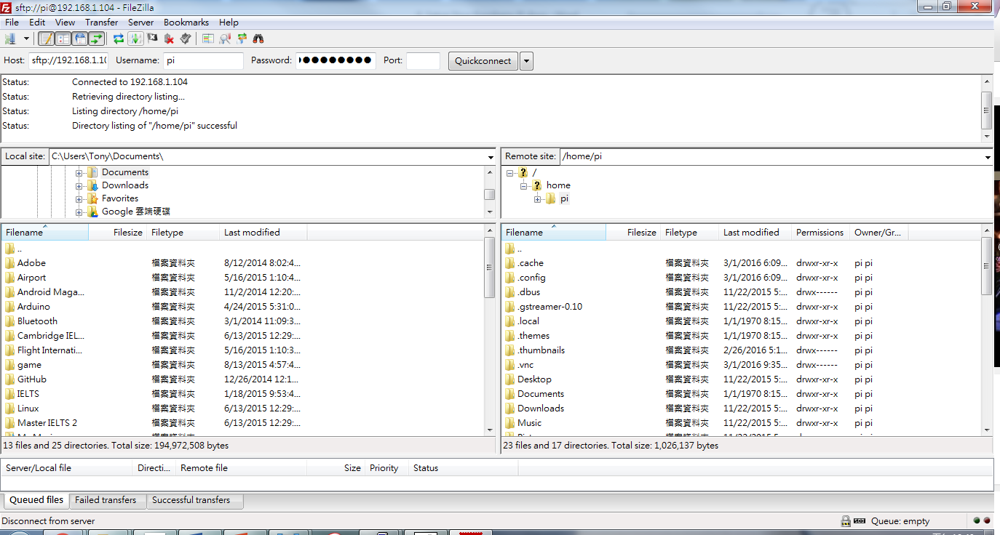 sftp://pi@192.168.1.104 - FileZilla
File Edit View Transfer Server Bookmarks Help
Host: sftp://192.168.1.10 Username: pi Password: ●●●●●●●●● Port: Quickconnect
Status: Connected to 192.168.1.104
Status: Retrieving directory listing...
Status: Listing directory /home/pi
Status: Directory listing of "/home/pi" successful
Local site: C:\Users\Tony\Documents\
Documents
Downloads
Favorites
Google 雲端硬碟
Remote site: /home/pi
/
home
pi
Filename Filesize Filetype Last modified
..
Adobe 檔案資料夾 8/12/2014 8:02:4...
Airport 檔案資料夾 5/16/2015 1:10:4...
Android Maga... 檔案資料夾 11/2/2014 12:20:...
Arduino 檔案資料夾 4/24/2015 5:31:0...
Bluetooth 檔案資料夾 3/1/2014 11:09:3...
Cambridge IEL... 檔案資料夾 6/13/2015 12:29:...
Flight Internati... 檔案資料夾 5/16/2015 1:10:3...
game 檔案資料夾 8/13/2015 4:57:4...
GitHub 檔案資料夾 12/26/2014 12:1...
IELTS 檔案資料夾 1/18/2015 9:53:4...
Linux 檔案資料夾 6/13/2015 12:29:...
Master IELTS 2 檔案資料夾 6/13/2015 12:29:...
13 files and 25 directories. Total size: 194,972,508 bytes
Filename Filesize Filetype Last modified Permissions Owner/Gr...
..
.cache 檔案資料夾 3/1/2016 6:09... drwxr-xr-x pi pi
.config 檔案資料夾 3/1/2016 6:09... drwxr-xr-x pi pi
.dbus 檔案資料夾 11/22/2015 5:... drwx------ pi pi
.gstreamer-0.10 檔案資料夾 11/22/2015 5:... drwxr-xr-x pi pi
.local 檔案資料夾 1/1/1970 8:15... drwxr-xr-x pi pi
.themes 檔案資料夾 1/1/1970 8:15... drwxr-xr-x pi pi
.thumbnails 檔案資料夾 2/26/2016 5:1... drwx------ pi pi
.vnc 檔案資料夾 3/1/2016 9:35... drwx------ pi pi
Desktop 檔案資料夾 11/22/2015 5:... drwxr-xr-x pi pi
Documents 檔案資料夾 1/1/1970 8:15... drwxr-xr-x pi pi
Downloads 檔案資料夾 11/22/2015 5:... drwxr-xr-x pi pi
Music 檔案資料夾 11/22/2015 5:... drwxr-xr-x pi pi
23 files and 17 directories. Total size: 1,026,137 bytes
Server/Local file Directi... Remote file Size Priority Status
Queued files Failed transfers Successful transfers
Disconnect from server Queue: empty